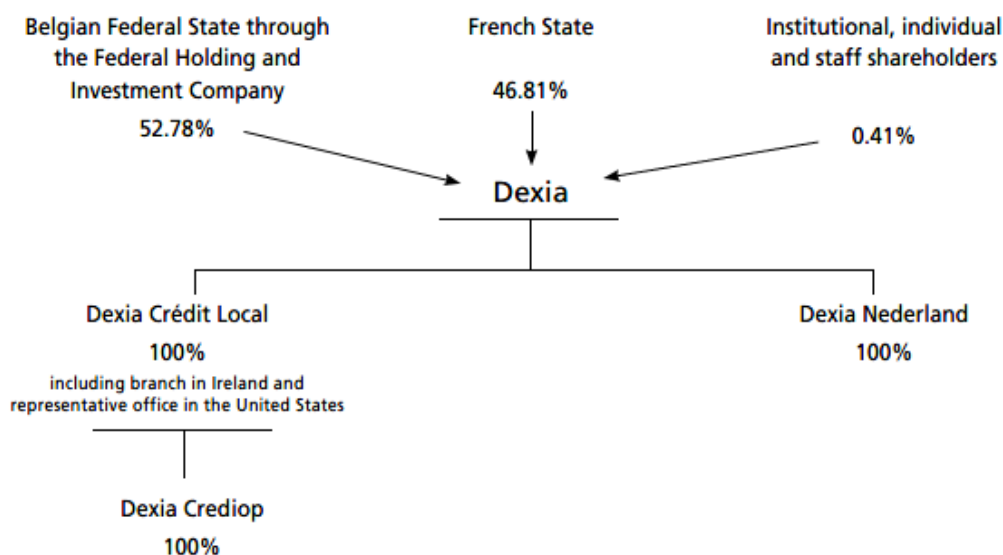 Belgian Federal State through
the Federal Holding and
Investment Company
52.78%
French State
46.81%
Institutional, individual
and staff shareholders
0.41%
Dexia
Dexia Crédit Local
100%
including branch in Ireland and
representative office in the United States
Dexia Nederland
100%
Dexia Crediop
100%